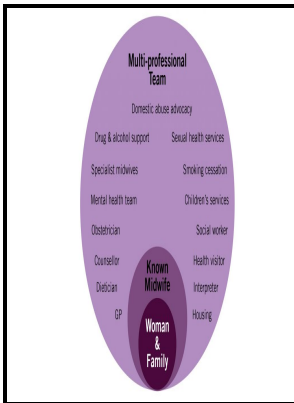 Multi-professional
Team
Domestic abuse advocacy
Drug & alcohol support Sexual health services
Specialist midwives Smoking cessation
Mental health team Children's services
Obstetrician Social worker
Counsellor Known Health visitor
Midwife
Dietician Interpreter
GP Woman Housing
&
Family